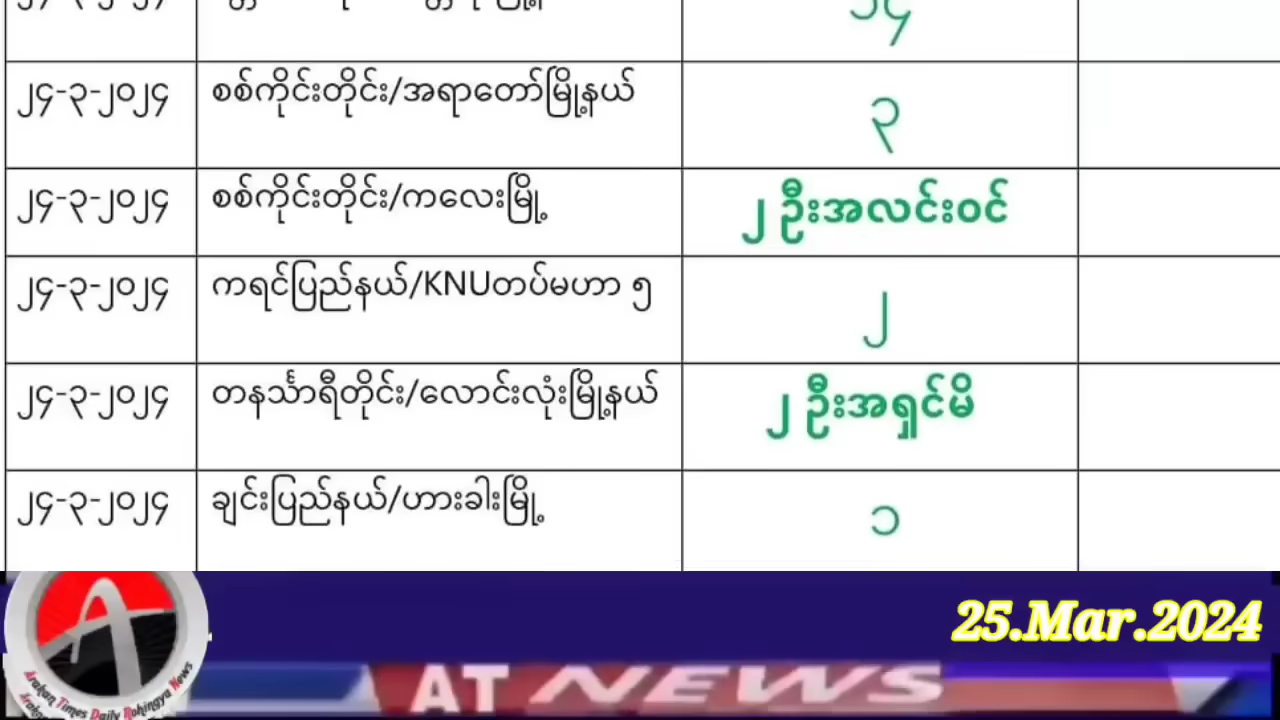 ၂၄-၃-၂၀၂၄ စစ်ကိုင်းတိုင်း/အရာတော်မြို့နယ် ၃
၂၄-၃-၂၀၂၄ စစ်ကိုင်းတိုင်း/ကလေးမြို့ ၂ ဦးအလင်းဝင်
၂၄-၃-၂၀၂၄ ကရင်ပြည်နယ်/KNUတပ်မဟာ ၅ ၂
၂၄-၃-၂၀၂၄ တနင်္သာရီတိုင်း/လောင်းလုံးမြို့နယ် ၂ ဦးအရှင်မိ
၂၄-၃-၂၀၂၄ ချင်းပြည်နယ်/ဟားခါးမြို့ ၁
25.Mar.2024
AT NEWS
Arakan Times Daily Rohingya News